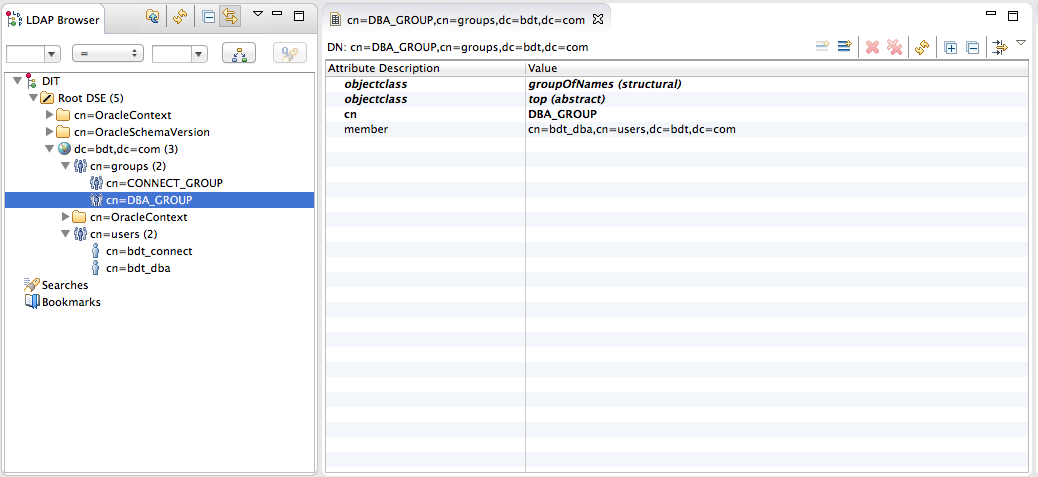 LDAP Browser
=
DIT
Root DSE (5)
cn=OracleContext
cn=OracleSchemaVersion
dc=bdt,dc=com (3)
cn=groups (2)
cn=CONNECT_GROUP
cn=DBA_GROUP
cn=OracleContext
cn=users (2)
cn=bdt_connect
cn=bdt_dba
Searches
Bookmarks
cn=DBA_GROUP,cn=groups,dc=bdt,dc=com
DN: cn=DBA_GROUP,cn=groups,dc=bdt,dc=com
Attribute Description Value
objectclass groupOfNames (structural)
objectclass top (abstract)
cn DBA_GROUP
member cn=bdt_dba,cn=users,dc=bdt,dc=com